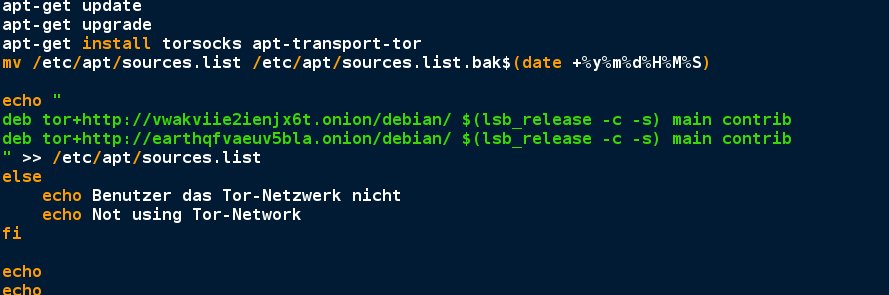 apt-get update
apt-get upgrade
apt-get install torsocks apt-transport-tor
mv /etc/apt/sources.list /etc/apt/sources.list.bak$(date +%y%m%d%H%M%S)
echo "
deb tor+http://vwakviie2ienjx6t.onion/debian/ $(lsb_release -c -s) main contrib
deb tor+http://earthqfvaeuv5bla.onion/debian/ $(lsb_release -c -s) main contrib
" >> /etc/apt/sources.list
else
echo Benutzer das Tor-Netzwerk nicht
echo Not using Tor-Network
fi
echo
echo